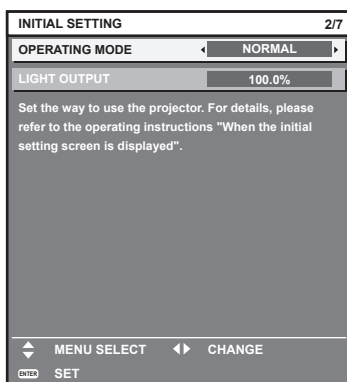 INITIAL SETTING 2/7
OPERATING MODE NORMAL
LIGHT OUTPUT 100.0%
Set the way to use the projector. For details, please
refer to the operating instructions "When the initial
setting screen is displayed".
MENU SELECT CHANGE
ENTER SET